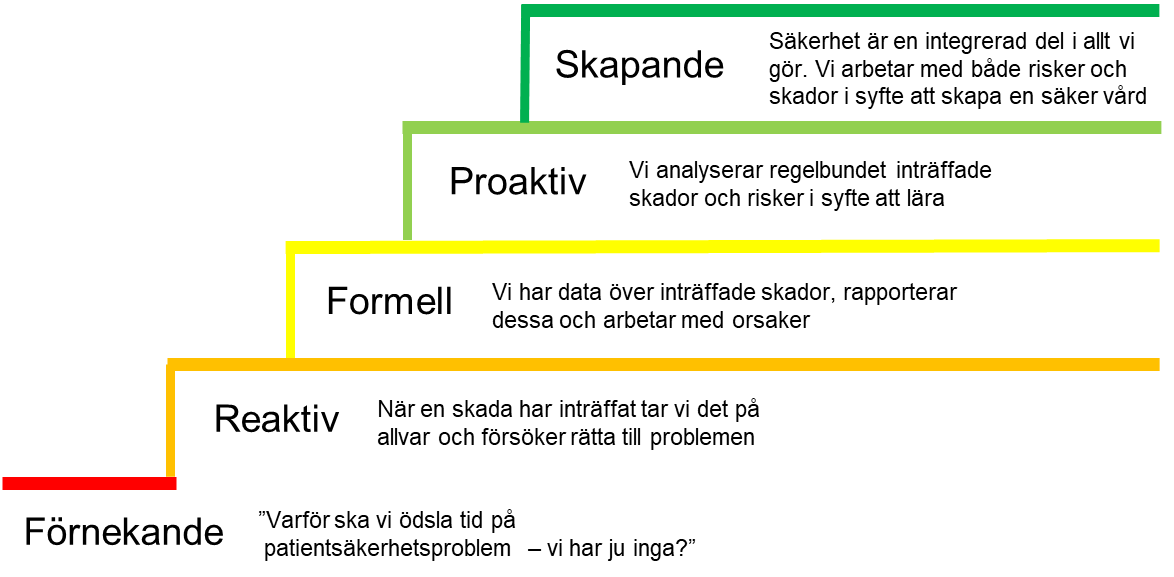 Skapande
Säkerhet är en integrerad del i allt vi
gör. Vi arbetar med både risker och
skador i syfte att skapa en säker vård
Proaktiv
Vi analyserar regelbundet inträffade
skador och risker i syfte att lära
Formell
Vi har data över inträffade skador, rapporterar
dessa och arbetar med orsaker
Reaktiv
När en skada har inträffat tar vi det på
allvar och försöker rätta till problemen
Förnekande
”Varför ska vi ödsla tid på
patientsäkerhetsproblem – vi har ju inga?”